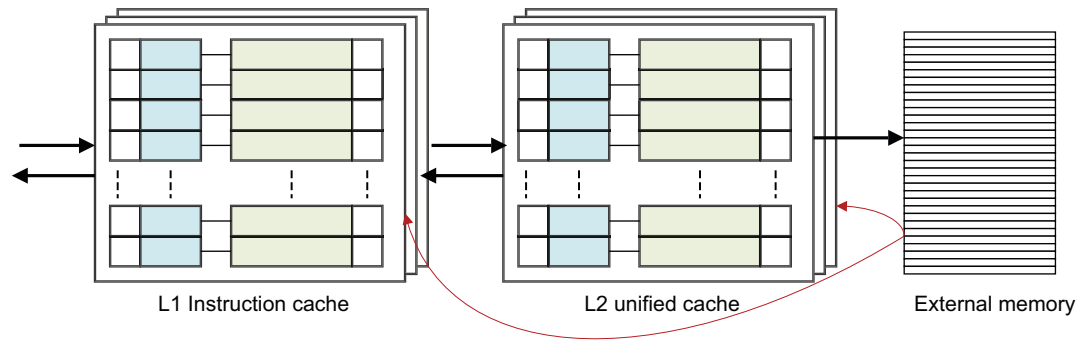 L1 Instruction cache
L2 unified cache
External memory